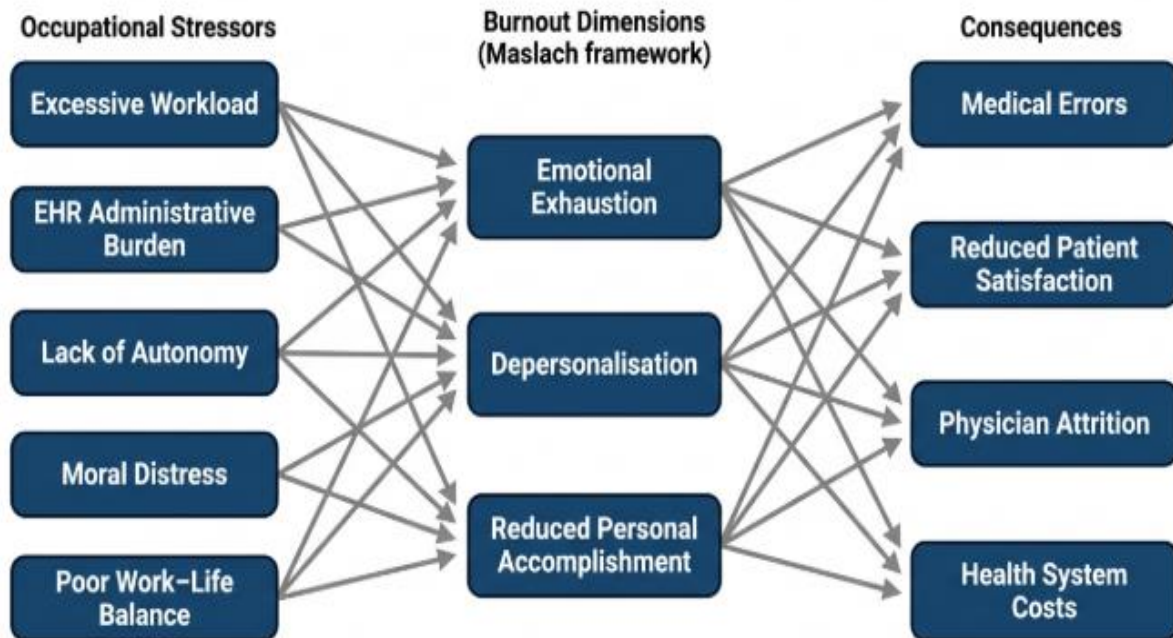 Occupational Stressors
Excessive Workload
EHR Administrative
Burden
Lack of Autonomy
Moral Distress
Poor Work–Life
Balance
Burnout Dimensions
(Maslach framework)
Emotional
Exhaustion
Depersonalisation
Reduced Personal
Accomplishment
Consequences
Medical Errors
Reduced Patient
Satisfaction
Physician Attrition
Health System
Costs